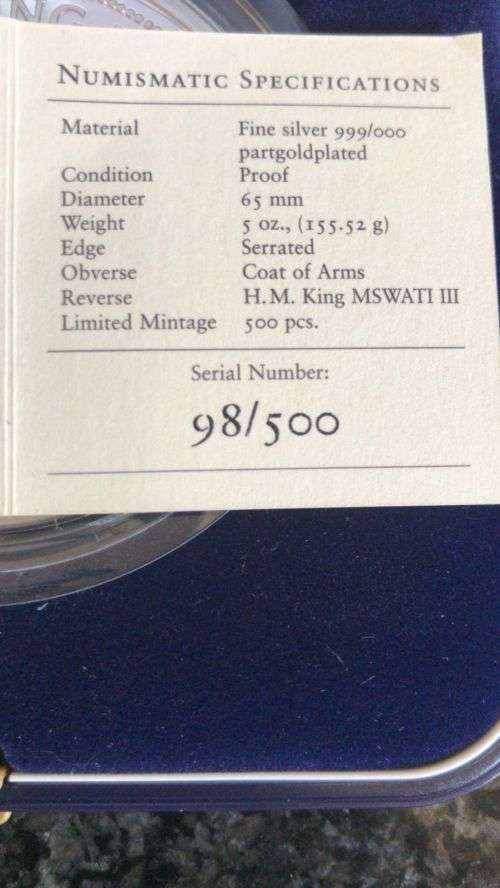 NG
NUMISMATIC SPECIFICATIONS
Material Fine silver 999/000
partgoldplated
Condition Proof
Diameter 65 mm
Weight 5 oz., (155.52 g)
Edge Serrated
Obverse Coat of Arms
Reverse H.M. King MSWATI III
Limited Mintage 500 pcs.
Serial Number:
98/500